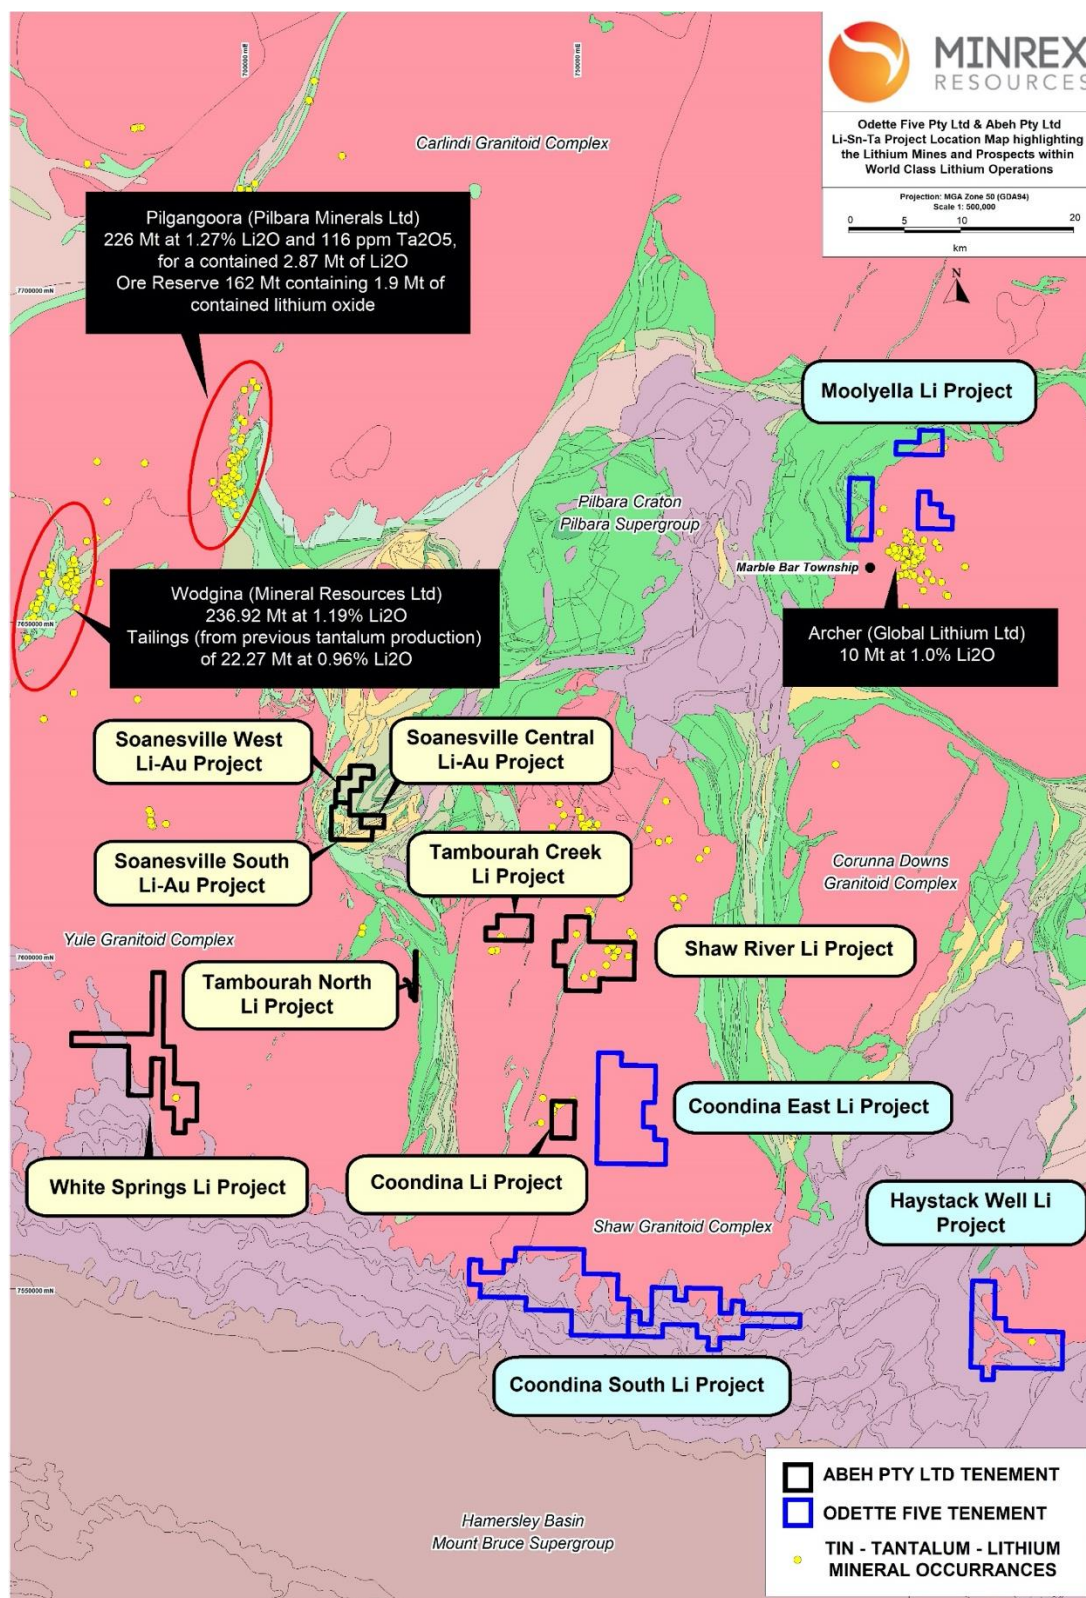 MINREX
RESOURCES
Odette Five Pty Ltd & Abeh Pty Ltd
Li-Sn-Ta Project Location Map highlighting
the Lithium Mines and Prospects within
World Class Lithium Operations
Projection: MGA Zone 50 (GDA94)
Scale 1: 500,000
0 5 10 20
km
N
700000 mE
750000 mE
Carlindi Granitoid Complex
Pilgangoora (Pilbara Minerals Ltd)
226 Mt at 1.27% Li2O and 116 ppm Ta2O5,
for a contained 2.87 Mt of Li2O
Ore Reserve 162 Mt containing 1.9 Mt of
contained lithium oxide
7700000 mN
Moolyella Li Project
Pilbara Craton
Pilbara Supergroup
Marble Bar Township
Wodgina (Mineral Resources Ltd)
236.92 Mt at 1.19% Li2O
Tailings (from previous tantalum production)
of 22.27 Mt at 0.96% Li2O
7650000 mN
Archer (Global Lithium Ltd)
10 Mt at 1.0% Li2O
Soanesville West
Li-Au Project
Soanesville Central
Li-Au Project
Soanesville South
Li-Au Project
Tambourah Creek
Li Project
Corunna Downs
Granitoid Complex
Yule Granitoid Complex
Shaw River Li Project
7600000 mN
Tambourah North
Li Project
Coondina East Li Project
White Springs Li Project
Coondina Li Project
Haystack Well Li
Project
Shaw Granitoid Complex
7550000 mN
Coondina South Li Project
Hamersley Basin
Mount Bruce Supergroup
ABEH PTY LTD TENEMENT
ODETTE FIVE TENEMENT
TIN - TANTALUM - LITHIUM
MINERAL OCCURRANCES